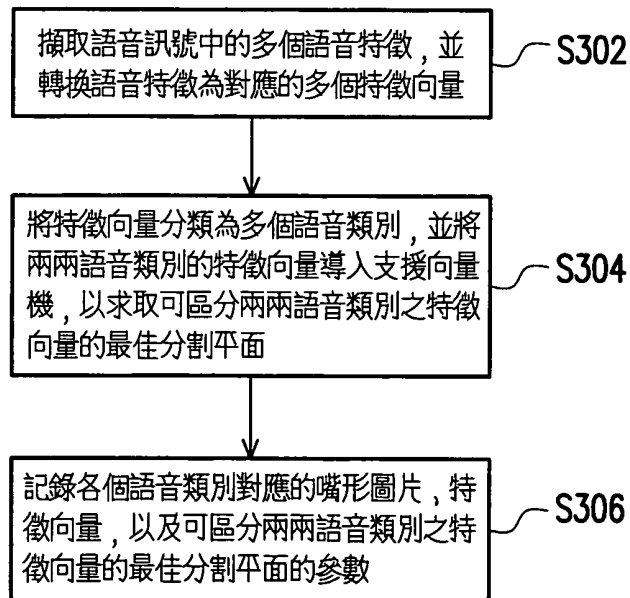 擷取語音訊號中的多個語音特徵，並
轉換語音特徵為對應的多個特徵向量
S302
將特徵向量分類為多個語音類別，並將
兩兩語音類別的特徵向量導入支援向量
機，以求取可區分兩兩語音類別之特徵
向量的最佳分割平面
S304
記錄各個語音類別對應的嘴形圖片，特
徵向量，以及可區分兩兩語音類別之特
徵向量的最佳分割平面的參數
S306